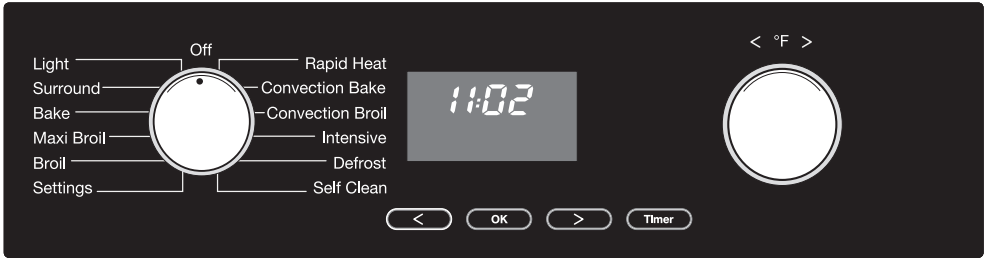 Off
Light
Surround
Bake
Maxi Broil
Broil
Settings
Rapid Heat
Convection Bake
Convection Broil
Intensive
Defrost
Self Clean
11:02
< OK > TImer
< °F >